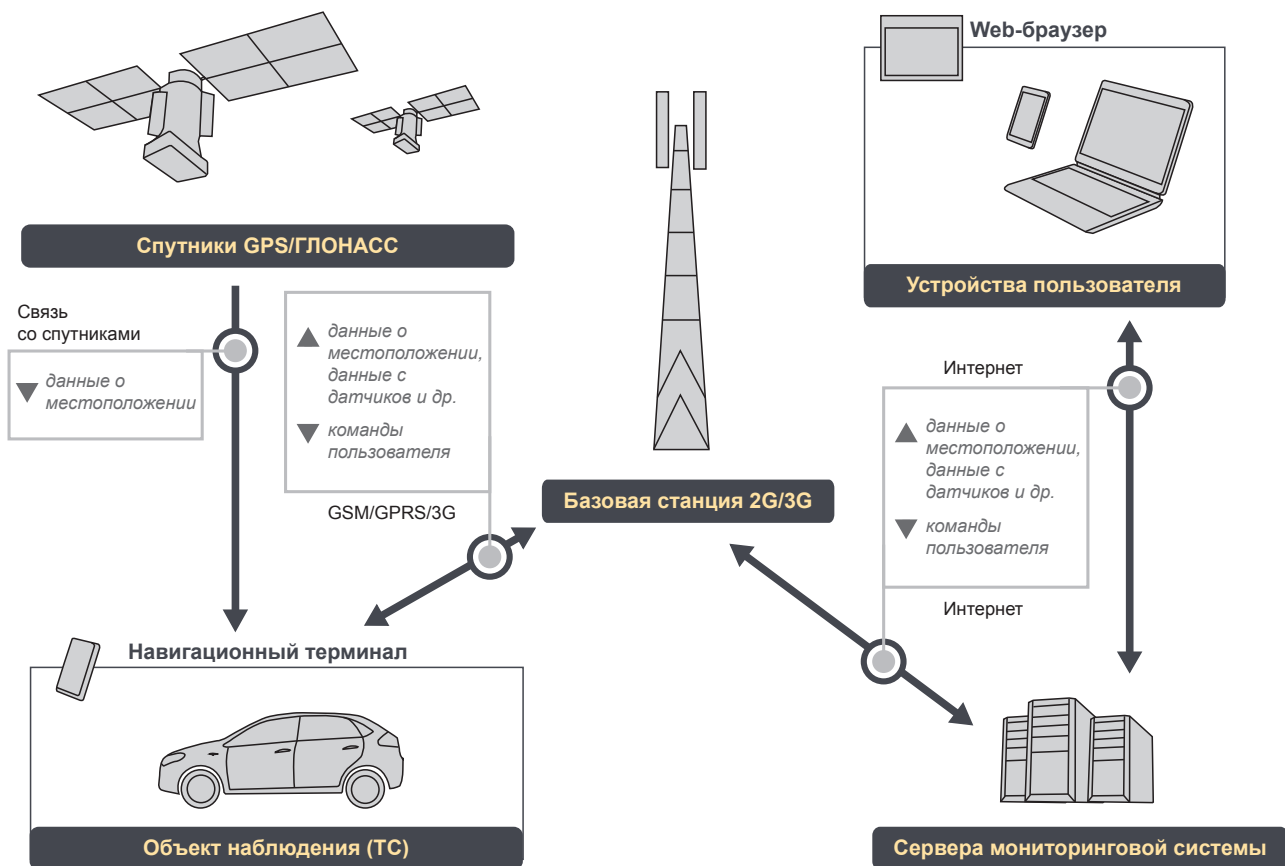 Web-браузер
Спутники GPS/ГЛОНАСС
Устройства пользователя
Связь
со спутниками
данные о
местоположении
данные о
местоположении,
данные с
датчиков и др.
команды
пользователя
GSM/GPRS/3G
Базовая станция 2G/3G
Интернет
данные о
местоположении,
данные с
датчиков и др.
команды
пользователя
Интернет
Навигационный терминал
Объект наблюдения (ТС)
Сервера мониторинговой системы